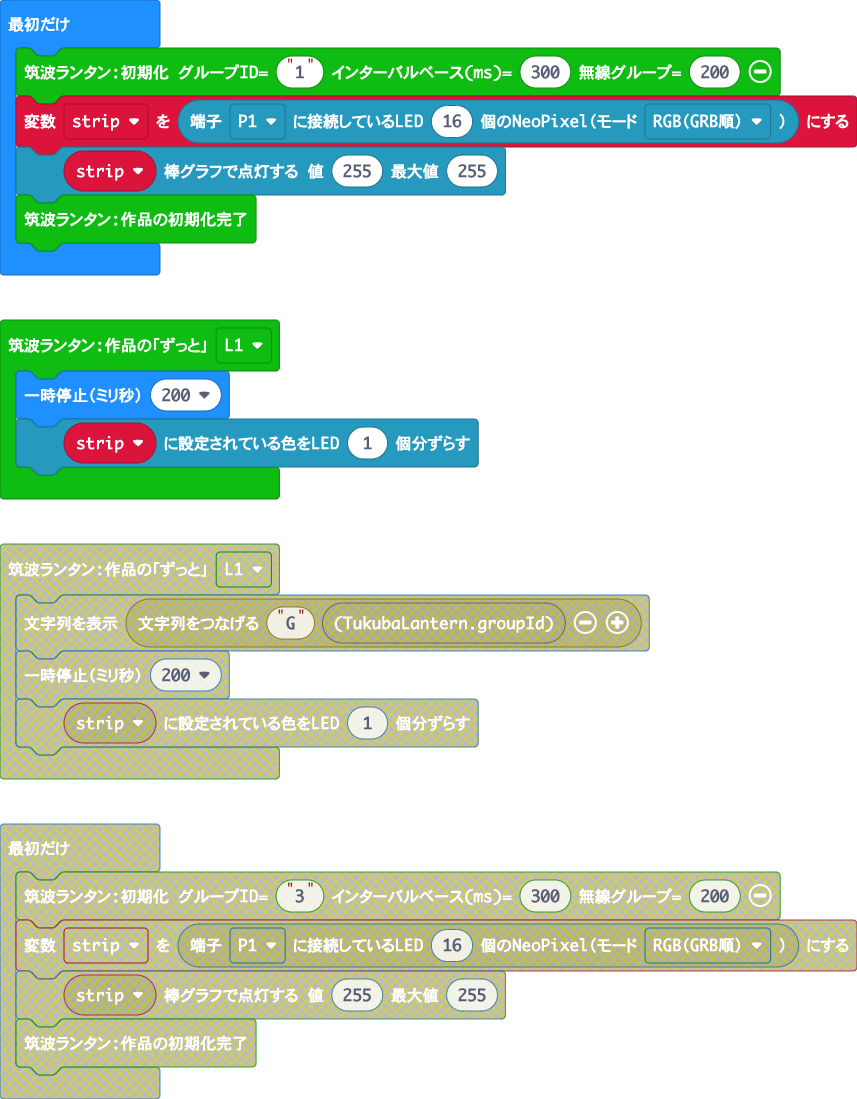 最初だけ
筑波ランタン:初期化 グループID= "1" インターバルベース(ms)= 300 無線グループ= 200
変数 strip を 端子 P1 に接続しているLED 16 個のNeoPixel(モード RGB(GRB順) ) にする
strip 棒グラフで点灯する 値 255 最大値 255
筑波ランタン:作品の初期化完了
筑波ランタン:作品の「ずっと」 L1
一時停止(ミリ秒) 200
strip に設定されている色をLED 1 個分ずらす
筑波ランタン:作品の「ずっと」 L1
文字列を表示 文字列をつなげる "G" (TukubaLantern.groupId)
一時停止(ミリ秒) 200
strip に設定されている色をLED 1 個分ずらす
最初だけ
筑波ランタン:初期化 グループID= "3" インターバルベース(ms)= 300 無線グループ= 200
変数 strip を 端子 P1 に接続しているLED 16 個のNeoPixel(モード RGB(GRB順) ) にする
strip 棒グラフで点灯する 値 255 最大値 255
筑波ランタン:作品の初期化完了